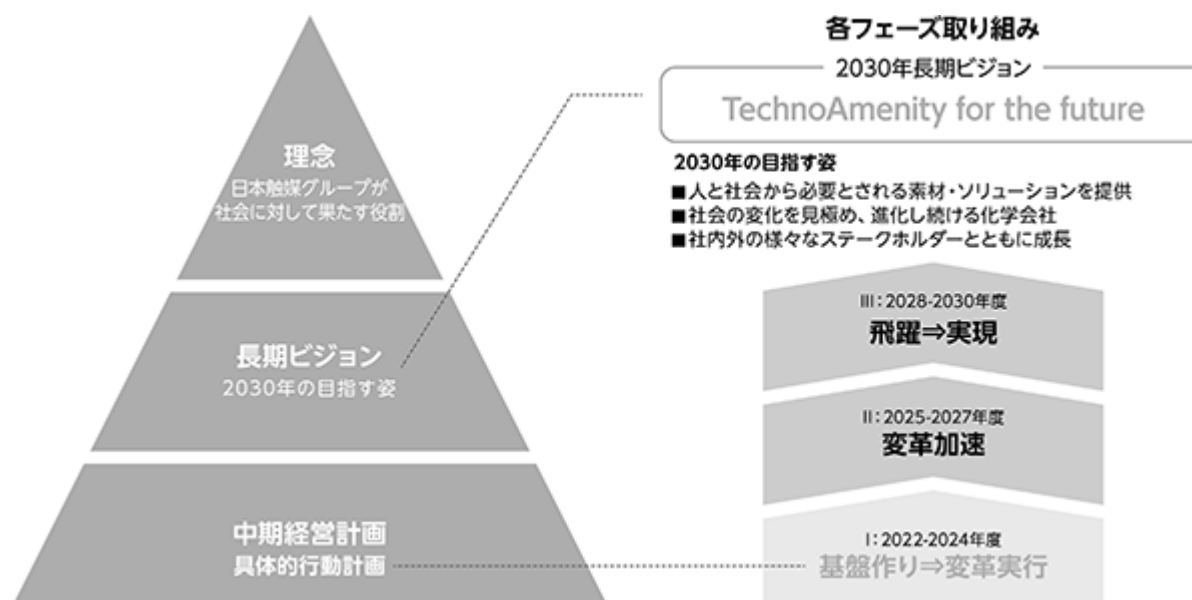 理念
日本触媒グループが
社会に対して果たす役割
長期ビジョン
2030年の目指す姿
中期経営計画
具体的行動計画
各フェーズ取り組み
2030年長期ビジョン
TechnoAmenity for the future
2030年の目指す姿
■人と社会から必要とされる素材・ソリューションを提供
■社会の変化を見極め、進化し続ける化学会社
■社内外の様々なステークホルダーとともに成長
III：2028-2030年度
飛躍⇒実現
II：2025-2027年度
変革加速
I：2022-2024年度
基盤作り⇒変革実行